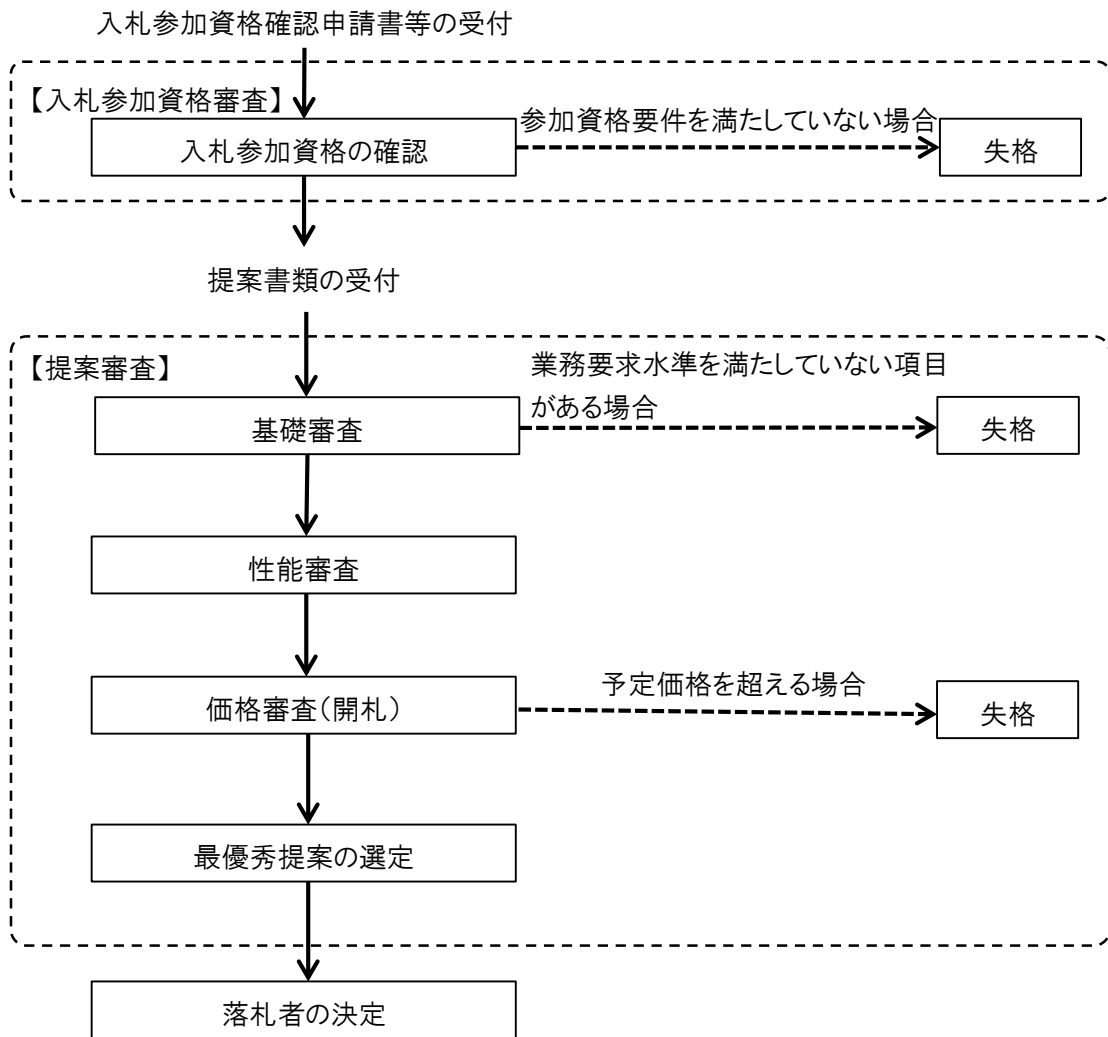 入札参加資格確認申請書等の受付
【入札参加資格審査】
参加資格要件を満たしていない場合
入札参加資格の確認
失格
提案書類の受付
【提案審査】
業務要求水準を満たしていない項目
がある場合
基礎審査
失格
性能審査
予定価格を超える場合
価格審査(開札)
失格
最優秀提案の選定
落札者の決定